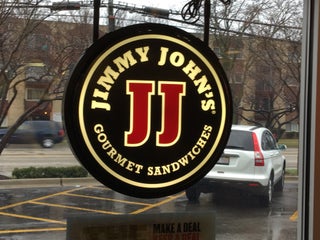 JIMMY JOHN'S®
JJ
GOURMET SANDWICHES
MAKE A DEAL